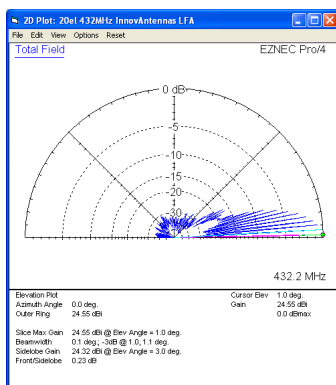 2D Plot: 20el 432MHz InnovAntennas LFA
File Edit View Options Reset
Total Field
EZNEC Pro/4
0 dB
-5
-10
-15
-20
-30
432.2 MHz
Elevation Plot
Azimuth Angle 0.0 deg.
Outer Ring 24.55 dBi
Cursor Elev 1.0 deg.
Gain 24.55 dBi
0.0 dBmax
Slice Max Gain 24.55 dBi @ Elev Angle = 1.0 deg.
Beamwidth 0.1 deg.; -3dB @ 1.0, 1.1 deg.
Sidelobe Gain 24.32 dBi @ Elev Angle = 3.0 deg.
Front/Sidelobe 0.23 dB